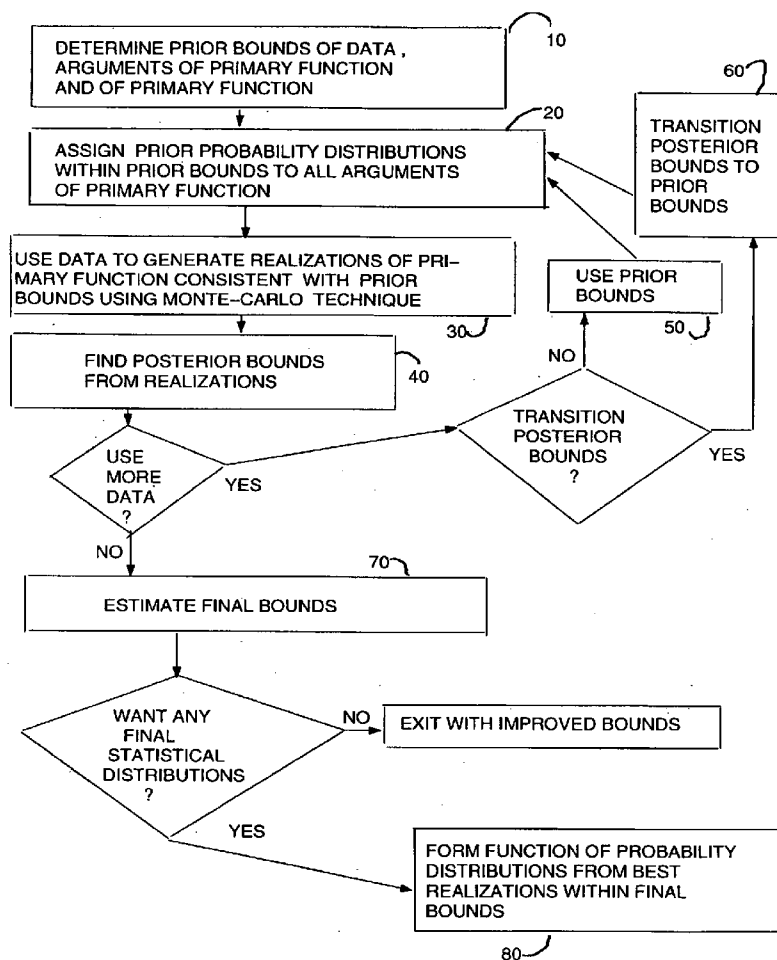 10
DETERMINE PRIOR BOUNDS OF DATA ,
ARGUMENTS OF PRIMARY FUNCTION
AND OF PRIMARY FUNCTION
60
20
ASSIGN PRIOR PROBABILITY DISTRIBUTIONS
WITHIN PRIOR BOUNDS TO ALL ARGUMENTS
OF PRIMARY FUNCTION
TRANSITION
POSTERIOR
BOUNDS TO
PRIOR
BOUNDS
USE DATA TO GENERATE REALIZATIONS OF PRI-
MARY FUNCTION CONSISTENT WITH PRIOR
BOUNDS USING MONTE-CARLO TECHNIQUE
30
USE PRIOR
BOUNDS
50
FIND POSTERIOR BOUNDS
FROM REALIZATIONS
40
NO
TRANSITION
POSTERIOR
BOUNDS
?
YES
USE
MORE
DATA
?
YES
NO
70
ESTIMATE FINAL BOUNDS
WANT ANY
FINAL
STATISTICAL
DISTRIBUTIONS
?
NO
EXIT WITH IMPROVED BOUNDS
YES
FORM FUNCTION OF PROBABILITY
DISTRIBUTIONS FROM BEST
REALIZATIONS WITHIN FINAL
BOUNDS
80